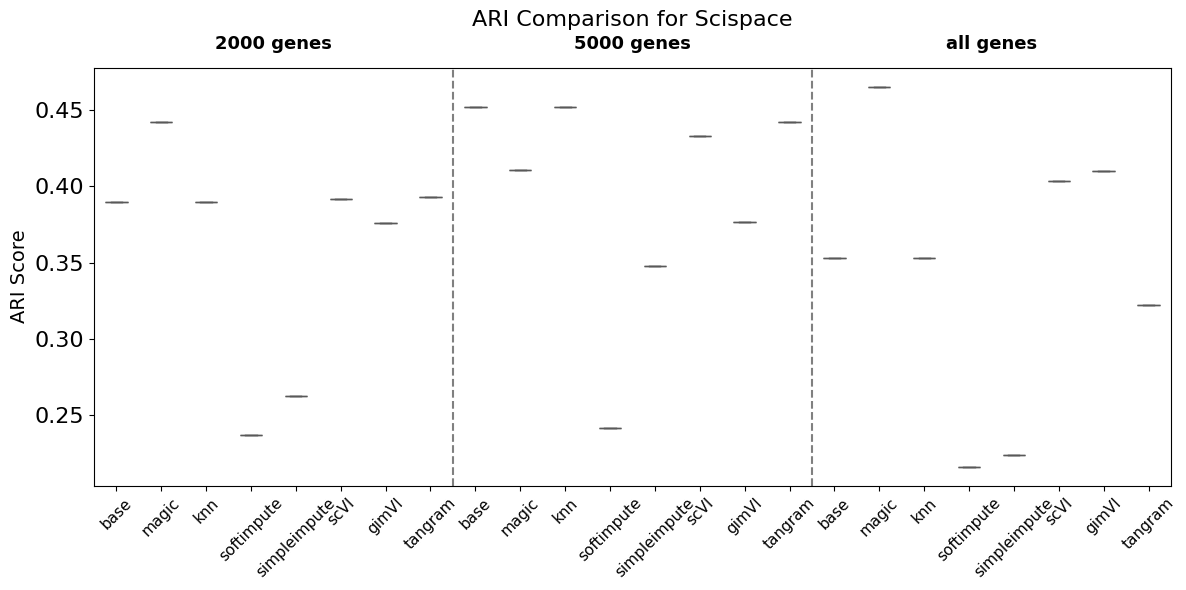 ARI Comparison for Scispace
2000 genes 5000 genes all genes
ARI Score
0.45
0.40
0.35
0.30
0.25
base magic knn softimpute simpleimpute scVI gimVI tangram base magic knn softimpute simpleimpute scVI gimVI tangram base magic knn softimpute simpleimpute scVI gimVI tangram